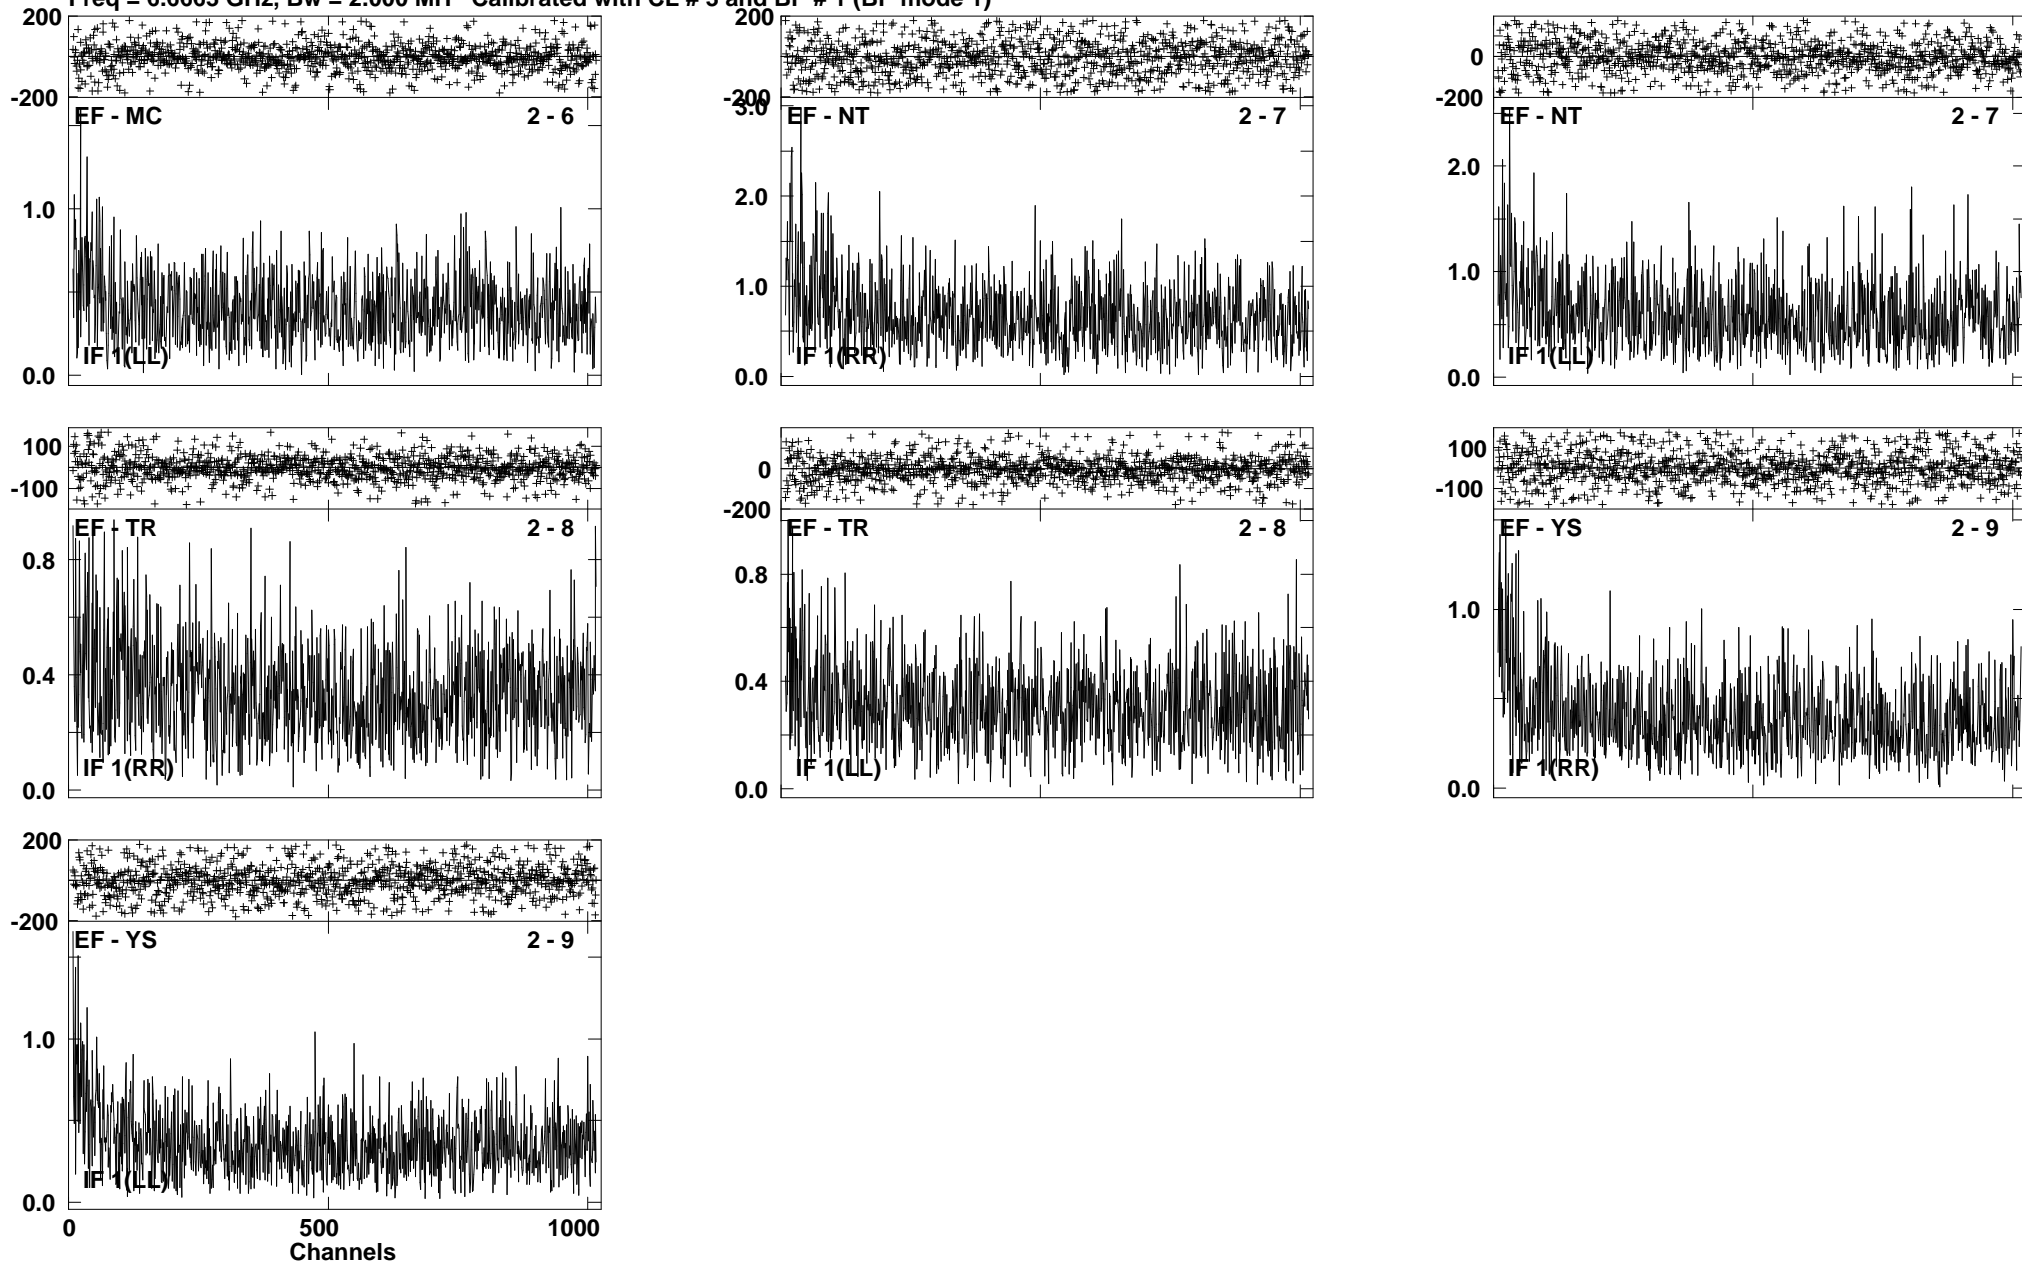 Freq = 6.6663 GHz, Bw = 2.000 MH Calibrated with CL # 3 and BP # 1 (BP mode 1)
200
-200
EF - MC 2 - 6
1.0
IF 1(LL)
0.0
200
-200
3.0
EF - NT 2 - 7
2.0
1.0
IF 1(RR)
0.0
0
-200
EF - NT 2 - 7
2.0
1.0
IF 1(LL)
0.0
100
-100
EF - TR 2 - 8
0.8
0.4
IF 1(RR)
0.0
0
-200
EF - TR 2 - 8
0.8
0.4
IF 1(LL)
0.0
100
-100
EF - YS 2 - 9
1.0
IF 1(RR)
0.0
200
-200
EF - YS 2 - 9
1.0
IF 1(LL)
0.0
0 500 1000
Channels